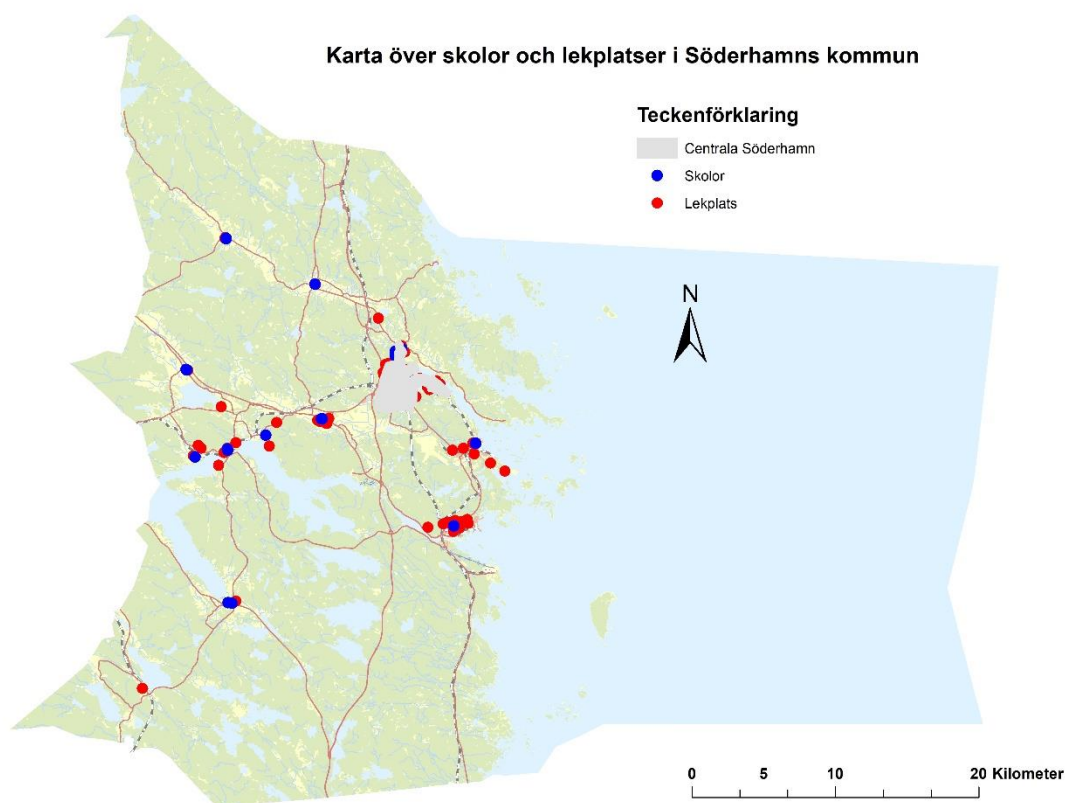 Karta över skolor och lekplatser i Söderhamns kommun
Teckenförklaring
Centrala Söderhamn
Skolor
Lekplats
N
0 5 10 20 Kilometer